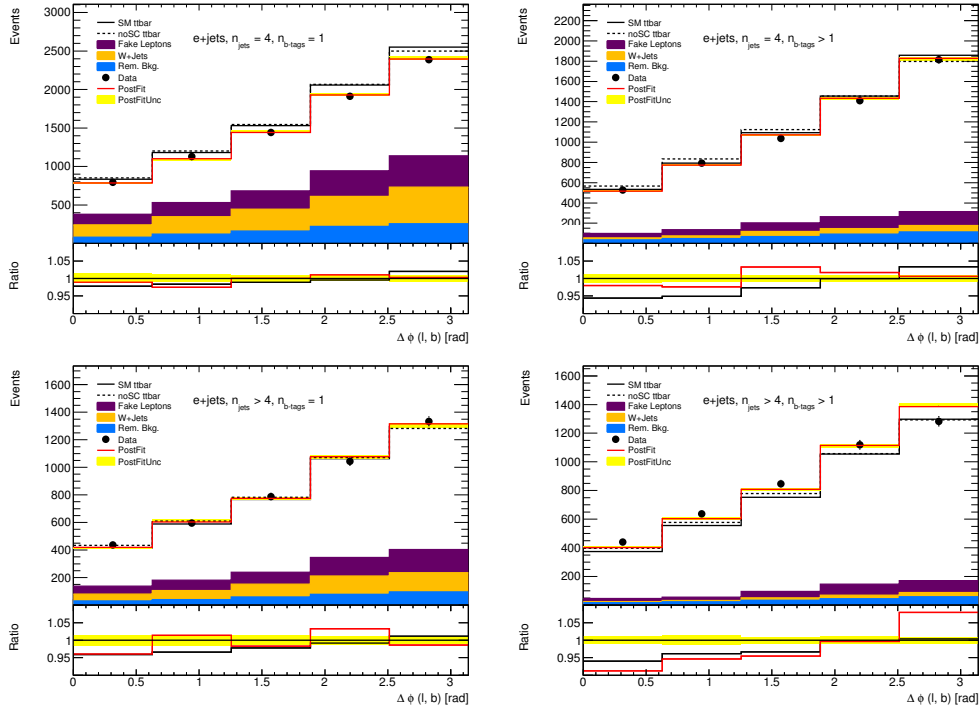 Events
SM ttbar
noSC ttbar
Fake Leptons
W+Jets
Rem. Bkg.
Data
PostFit
PostFitUnc
e+jets, n_jets = 4, n_b-tags = 1
3000
2500
2000
1500
1000
500
Ratio
1.05
1
0.95
0 0.5 1 1.5 2 2.5 3
Δ ϕ (l, b) [rad]
Events
SM ttbar
noSC ttbar
Fake Leptons
W+Jets
Rem. Bkg.
Data
PostFit
PostFitUnc
e+jets, n_jets = 4, n_b-tags > 1
2200
2000
1800
1600
1400
1200
1000
800
600
400
200
Ratio
1.05
1
0.95
0 0.5 1 1.5 2 2.5 3
Δ ϕ (l, b) [rad]
Events
SM ttbar
noSC ttbar
Fake Leptons
W+Jets
Rem. Bkg.
Data
PostFit
PostFitUnc
e+jets, n_jets > 4, n_b-tags = 1
1600
1400
1200
1000
800
600
400
200
Ratio
1.05
1
0.95
0 0.5 1 1.5 2 2.5 3
Δ ϕ (l, b) [rad]
Events
SM ttbar
noSC ttbar
Fake Leptons
W+Jets
Rem. Bkg.
Data
PostFit
PostFitUnc
e+jets, n_jets > 4, n_b-tags > 1
1600
1400
1200
1000
800
600
400
200
Ratio
1.05
1
0.95
0 0.5 1 1.5 2 2.5 3
Δ ϕ (l, b) [rad]